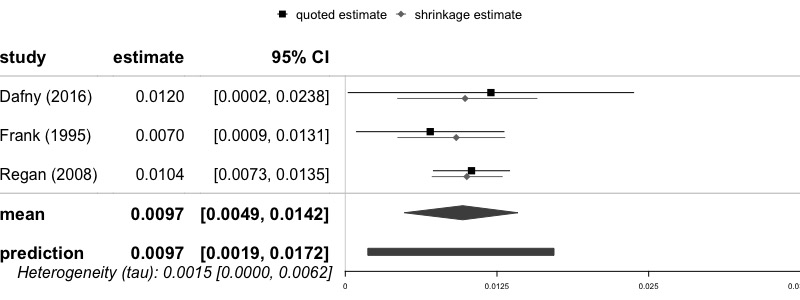 quoted estimate shrinkage estimate
study estimate 95% CI
Dafny (2016) 0.0120 [0.0002, 0.0238]
Frank (1995) 0.0070 [0.0009, 0.0131]
Regan (2008) 0.0104 [0.0073, 0.0135]
mean 0.0097 [0.0049, 0.0142]
prediction 0.0097 [0.0019, 0.0172]
Heterogeneity (tau): 0.0015 [0.0000, 0.0062]
0 0.0125 0.025